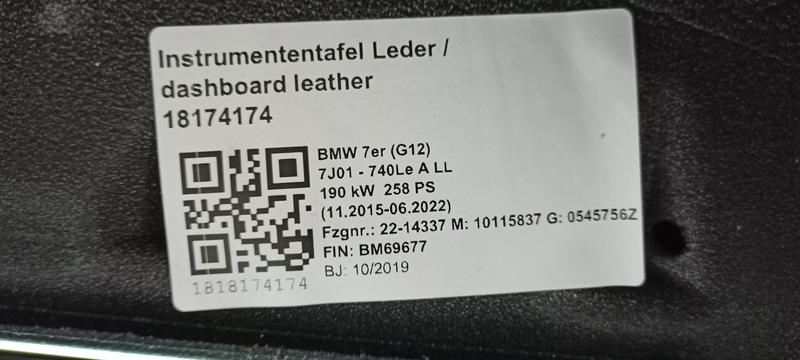 Instrumententafel Leder /
dashboard leather
18174174
BMW 7er (G12)
7J01 - 740Le A LL
190 kW 258 PS
(11.2015-06.2022)
Fzgnr.: 22-14337 M: 10115837 G: 0545756Z
FIN: BM69677
BJ: 10/2019
1818174174